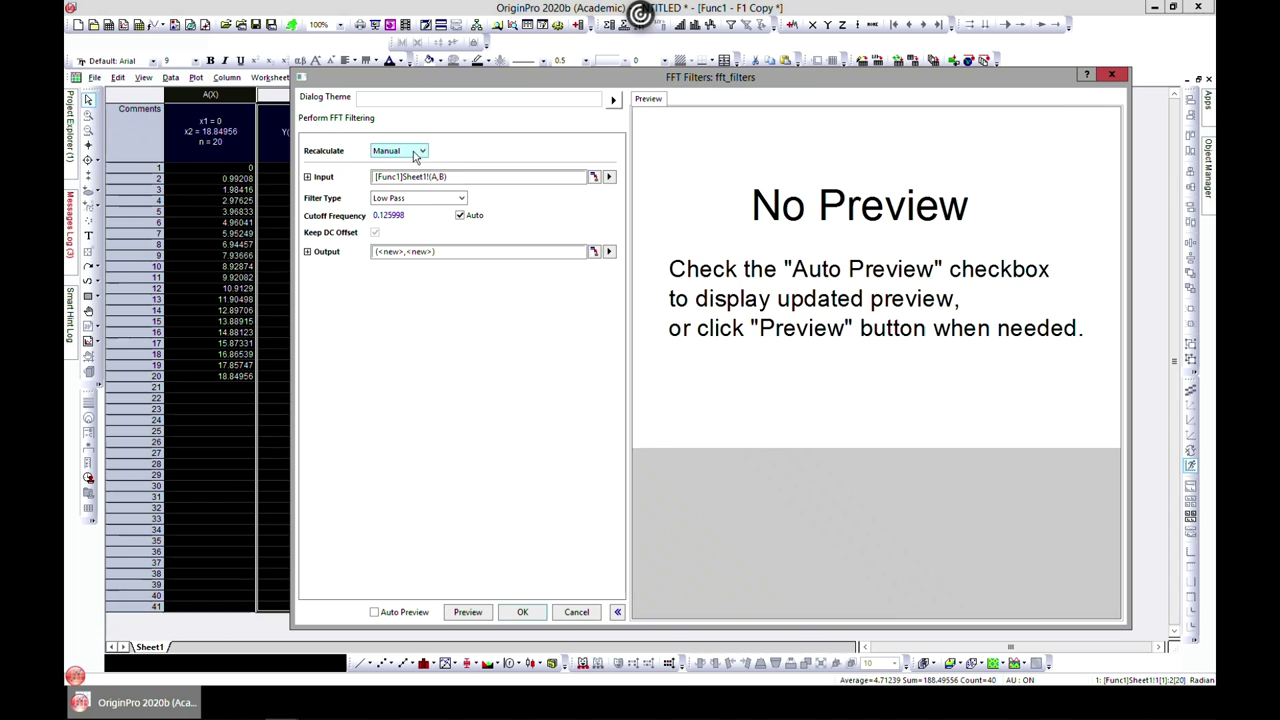 OriginPro 2020b (Academic)
NTITLED * - [Func1 - F1 Copy *]
100%
Default: Arial
9
B I U
0.5
0
File Edit View Data Plot Column Worksheet
FFT Filters: fft_filters
?
Dialog Theme
Perform FFT Filtering
Recalculate Manual
Input [Func1]Sheet1!(A,B)
Filter Type Low Pass
Cutoff Frequency 0.125998 Auto
Keep DC Offset
Output (<new>,<new>)
Auto Preview Preview OK Cancel «
Preview
No Preview
Check the "Auto Preview" checkbox
to display updated preview,
or click "Preview" button when needed.
Project Explorer (1)
Messages Log (3)
Smart Hint Log
Apps
Object Manager
A(X)
Comments
x1 = 0
x2 = 18.84956
n = 20
Y(
1 0
2 0.99208
3 1.98416
4 2.97625
5 3.96833
6 4.96041
7 5.95249
8 6.94457
9 7.93666
10 8.92874
11 9.92082
12 10.9129
13 11.90498
14 12.89706
15 13.88915
16 14.88123
17 15.87331
18 16.86539
19 17.85747
20 18.84956
21
22
23
24
25
26
27
28
29
30
31
32
33
34
35
36
37
38
39
40
41
Sheet1
10
Average=4.71239 Sum=188.49556 Count=40
AU : ON
1: [Func1]Sheet1!1[1]:2[20] Radian
OriginPro 2020b (Aca...